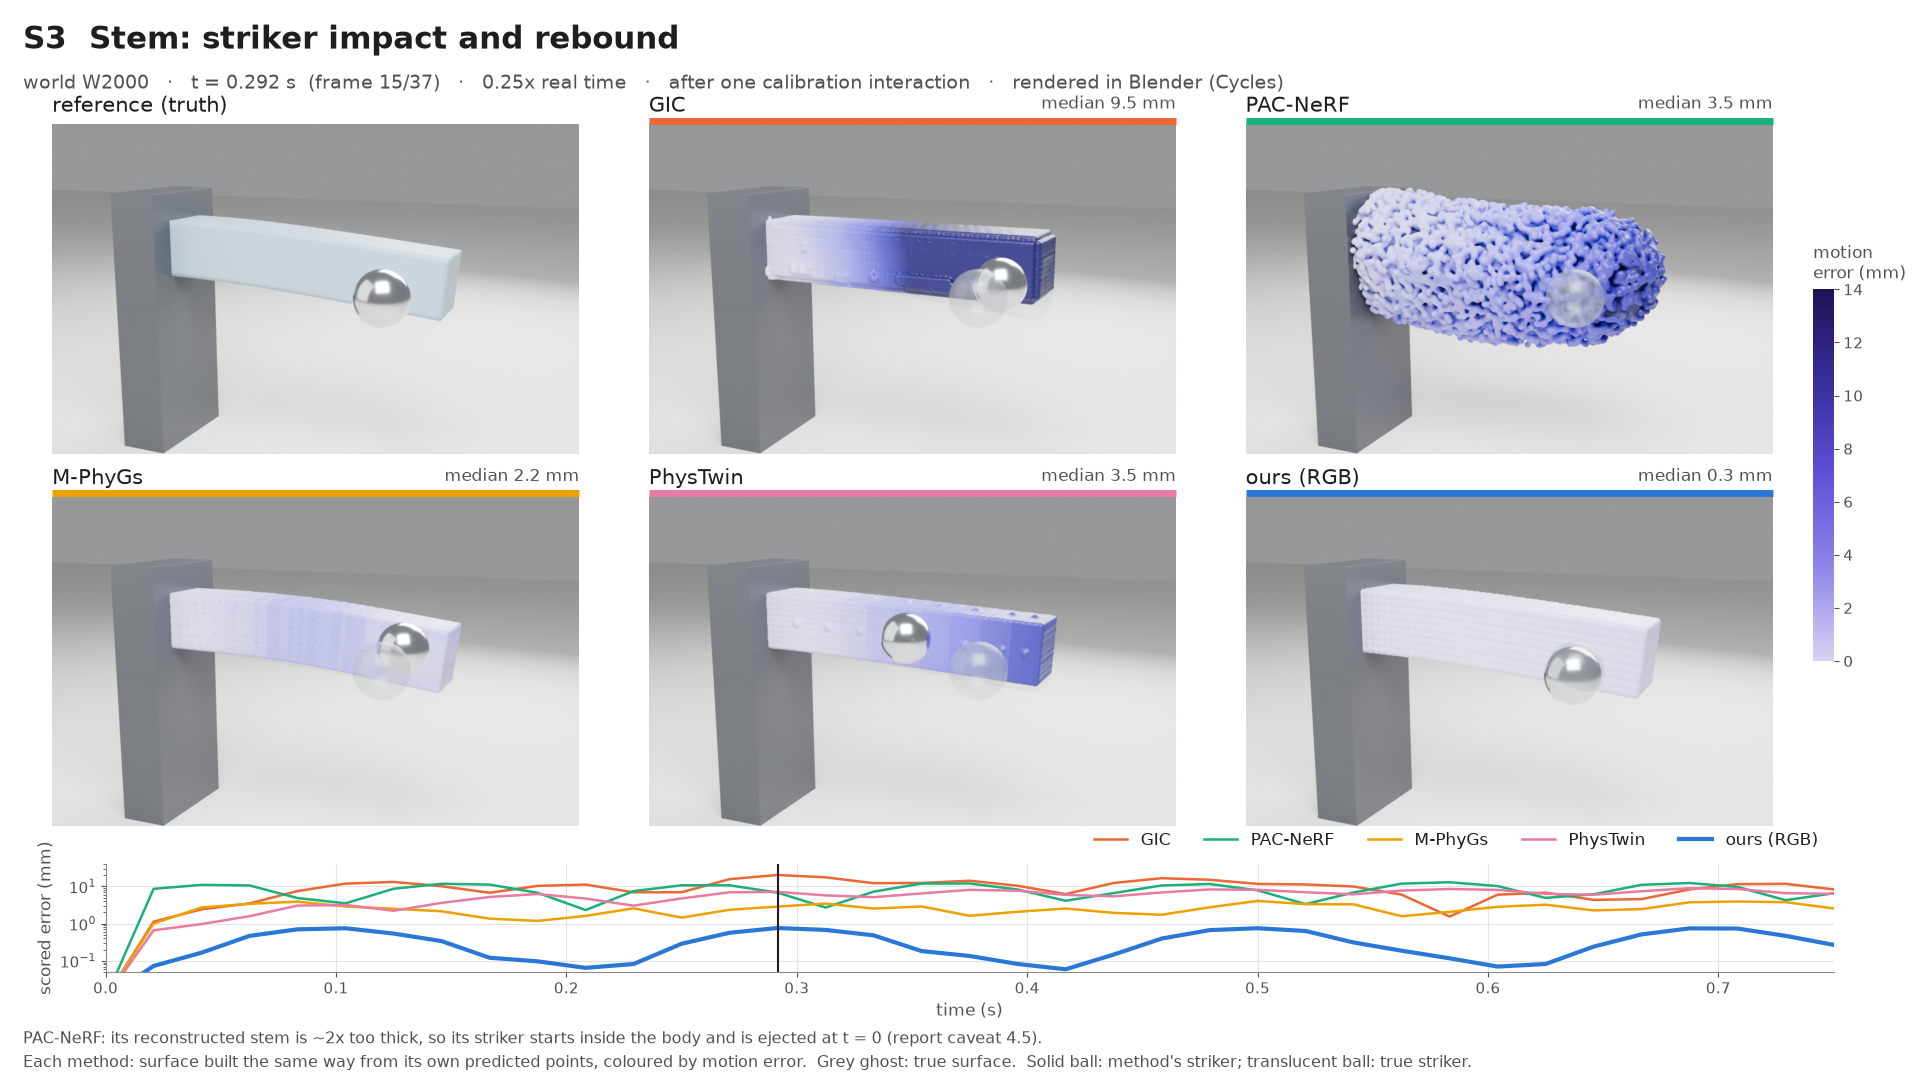 S3 Stem: striker impact and rebound
world W2000 · t = 0.292 s (frame 15/37) · 0.25x real time · after one calibration interaction · rendered in Blender (Cycles)
reference (truth)
GIC median 9.5 mm
PAC-NeRF median 3.5 mm
M-PhyGs median 2.2 mm
PhysTwin median 3.5 mm
ours (RGB) median 0.3 mm
motion
error (mm)
14
12
10
8
6
4
2
0
GIC PAC-NeRF M-PhyGs PhysTwin ours (RGB)
scored error (mm)
10¹
10⁰
10⁻¹
0.0 0.1 0.2 0.3 0.4 0.5 0.6 0.7
time (s)
PAC-NeRF: its reconstructed stem is ~2x too thick, so its striker starts inside the body and is ejected at t = 0 (report caveat 4.5).
Each method: surface built the same way from its own predicted points, coloured by motion error. Grey ghost: true surface. Solid ball: method's striker; translucent ball: true striker.